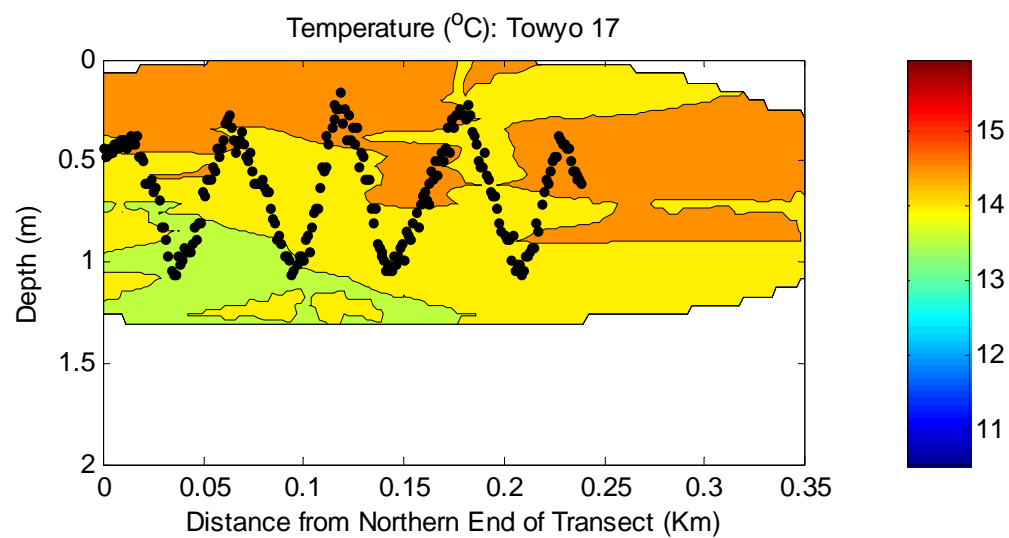 Temperature (°C): Towyo 17
0
0.5
1
1.5
2
Depth (m)
0 0.05 0.1 0.15 0.2 0.25 0.3 0.35
Distance from Northern End of Transect (Km)
15
14
13
12
11